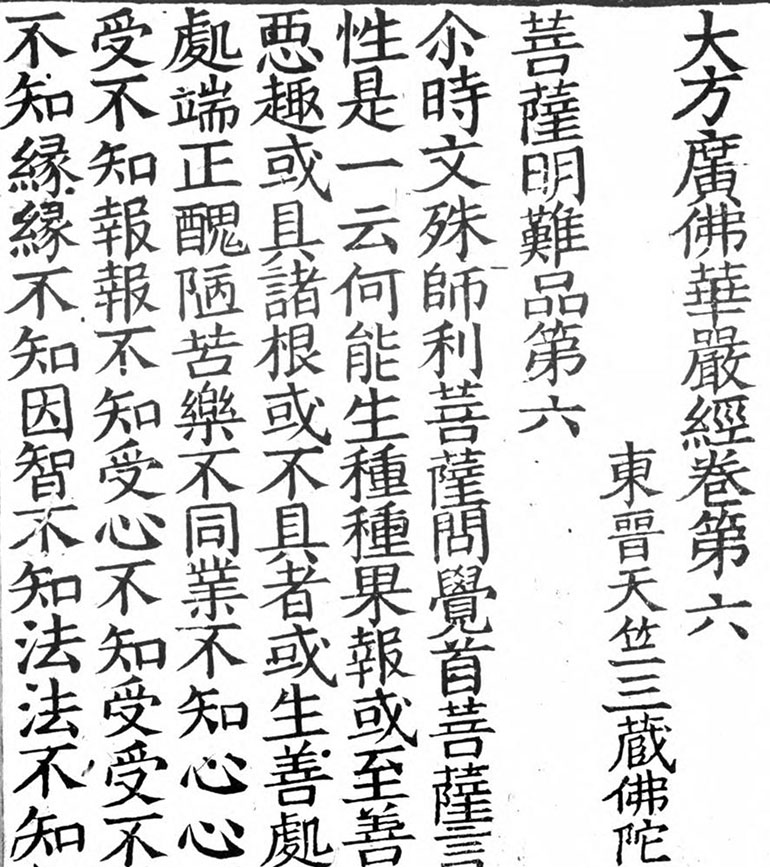 大方廣佛華嚴經卷第六
東晉天竺三蔵佛陀
菩薩明難品第六
尒時文殊師利菩薩問覺首菩薩言
性是一云何能生種種果報或至善
悪趣或具諸根或不具者或生善處
處端正醜陋苦樂不同業不知心心
受不知報報不知受心不知受受不
不知縁縁不知因智不知法法不知